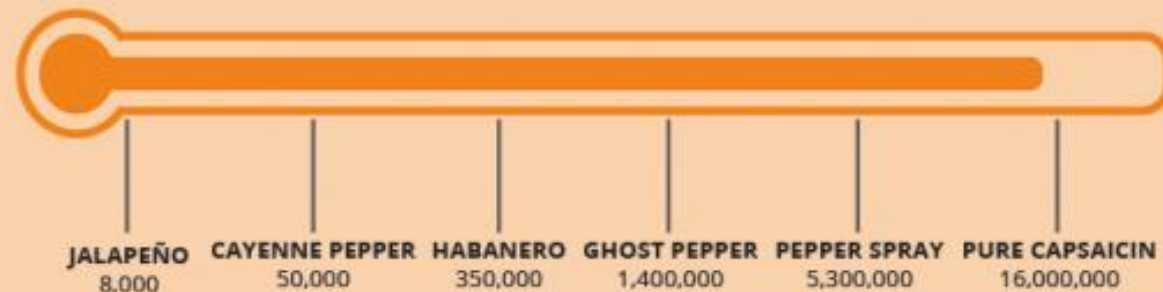 JALAPEÑO
8,000
CAYENNE PEPPER
50,000
HABANERO
350,000
GHOST PEPPER
1,400,000
PEPPER SPRAY
5,300,000
PURE CAPSAICIN
16,000,000